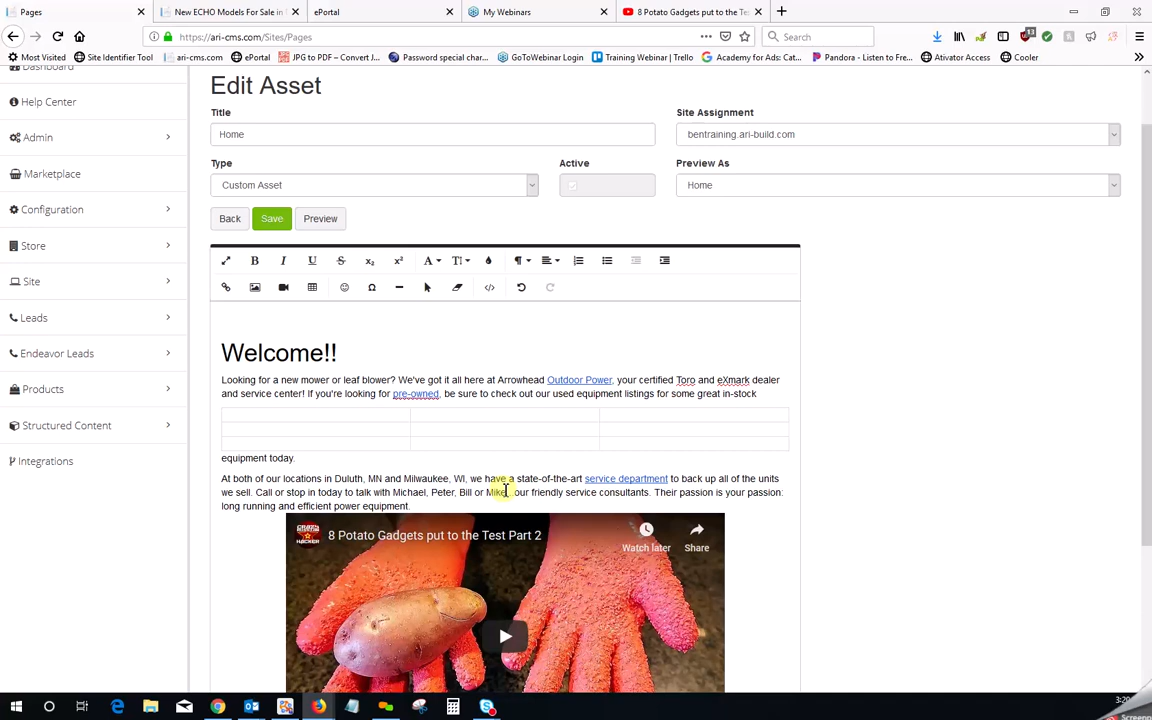 Pages
New ECHO Models For Sale in
ePortal
My Webinars
8 Potato Gadgets put to the Te
https://ari-cms.com/Sites/Pages
Search
13
Most Visited
Site Identifier Tool
ari-cms.com
ePortal
JPG to PDF – Convert J...
Password special char...
GoToWebinar Login
Training Webinar | Trello
Academy for Ads: Cat...
Pandora - Listen to Fre...
Ativator Access
Cooler
Dashboard
Help Center
Admin
Marketplace
Configuration
Store
Site
Leads
Endeavor Leads
Products
Structured Content
Integrations
Edit Asset
Title
Site Assignment
Home
bentraining.ari-build.com
Type
Active
Preview As
Custom Asset
Home
Back
Save
Preview
Welcome!!
Looking for a new mower or leaf blower? We've got it all here at Arrowhead Outdoor Power, your certified Toro and eXmark dealer
and service center! If you're looking for pre-owned, be sure to check out our used equipment listings for some great in-stock
equipment today.
At both of our locations in Duluth, MN and Milwaukee, WI, we have a state-of-the-art service department To back up all of the units
we sell. Call or stop in today to talk with Michael, Peter, Bill or Mike, our friendly service consultants. Their passion is your passion:
long running and efficient power equipment.
8 Potato Gadgets put to the Test Part 2
Watch later
Share